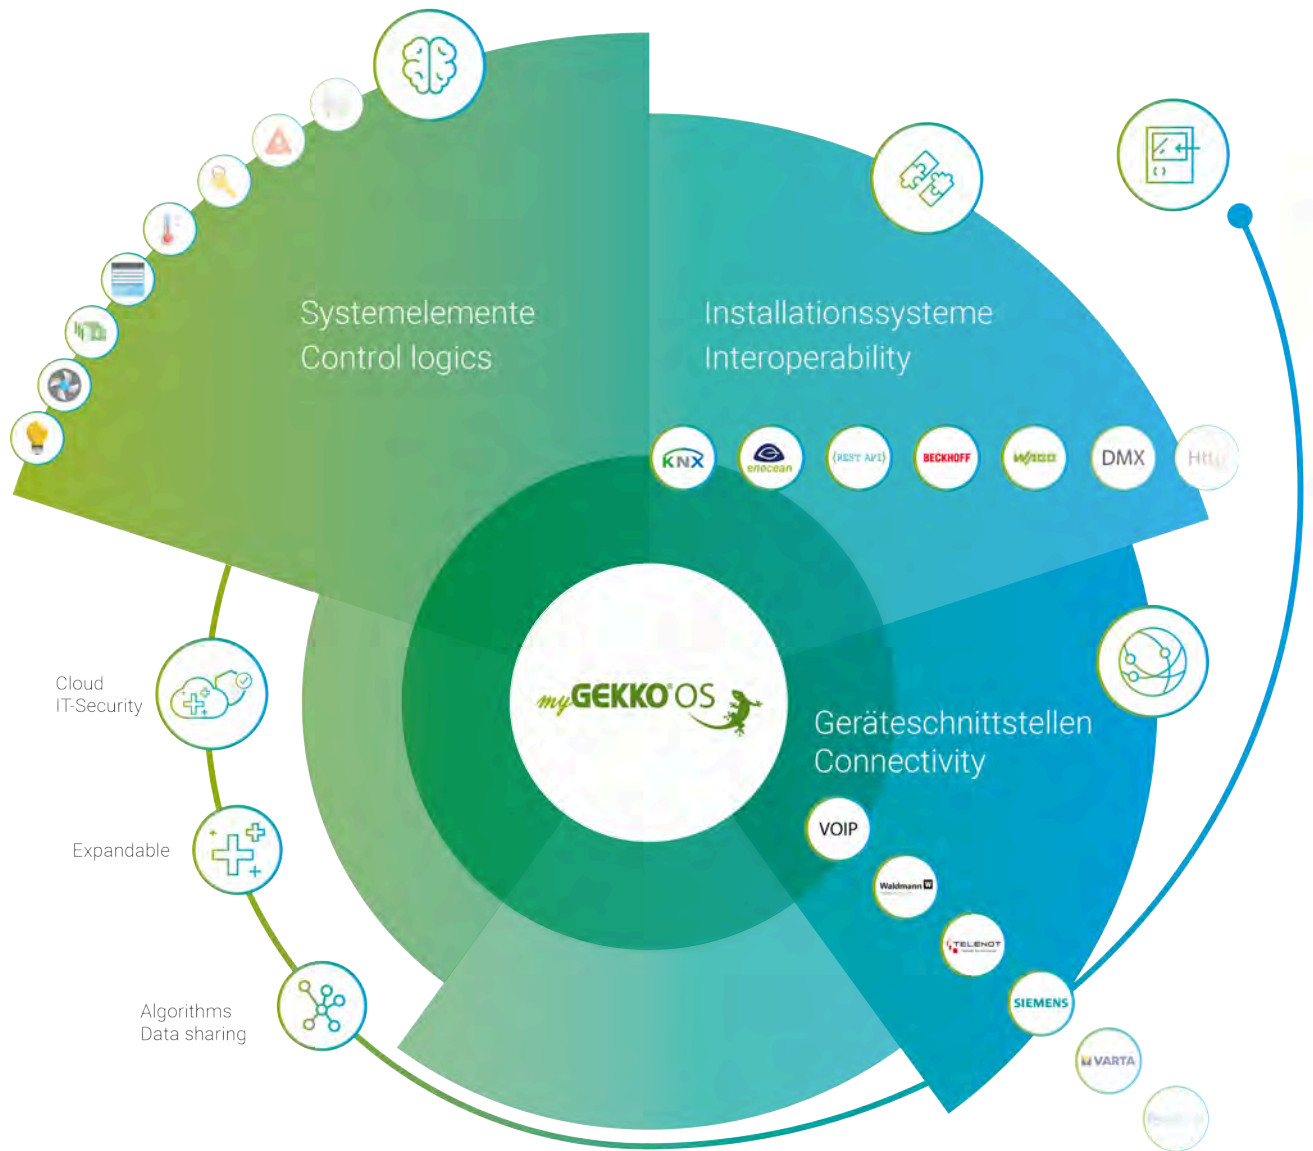 Systemelemente
Control logics
Installationssysteme
Interoperability
KNX
enocean
{REST API}
BECKHOFF
WAGO
DMX
Http
Cloud
IT-Security
myGEKKO OS
Geräteschnittstellen
Connectivity
VOIP
Expandable
Waldmann W
TELENOT
Algorithms
Data sharing
SIEMENS
VARTA